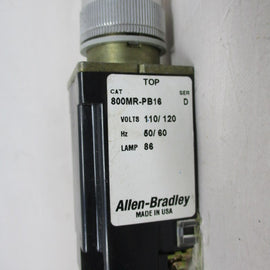 TOP
CAT SER
800MR-PB16 D
VOLTS 110/120
Hz 50/60
LAMP 86
Allen-Bradley
MADE IN USA